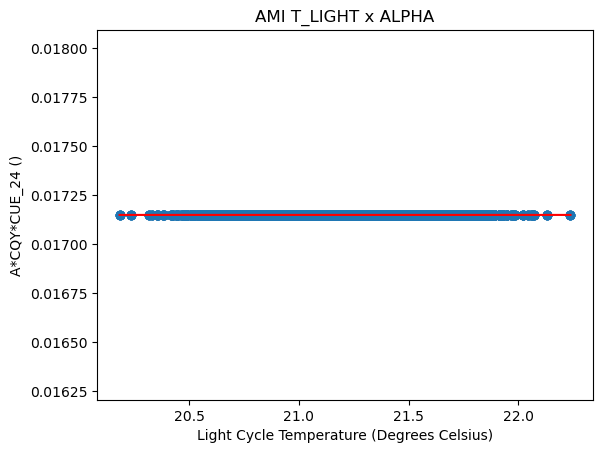 AMI T_LIGHT x ALPHA
0.01800
0.01775
0.01750
0.01725
0.01700
0.01675
0.01650
0.01625
A*CQY*CUE_24 ()
20.5 21.0 21.5 22.0
Light Cycle Temperature (Degrees Celsius)